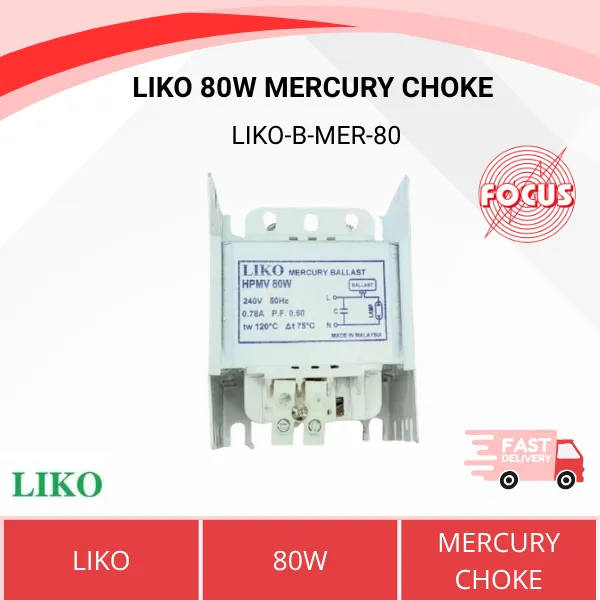 LIKO 80W MERCURY CHOKE
LIKO-B-MER-80
FOCUS
LIKO MERCURY BALLAST
HPMV 80W
240V 50Hz
0.78A P.F. 0.60
tw 120°C Δt 75°C
BALLAST
L
C
LAMP
N
MADE IN MALAYSIA
FAST
DELIVERY
LIKO
LIKO
80W
MERCURY
CHOKE